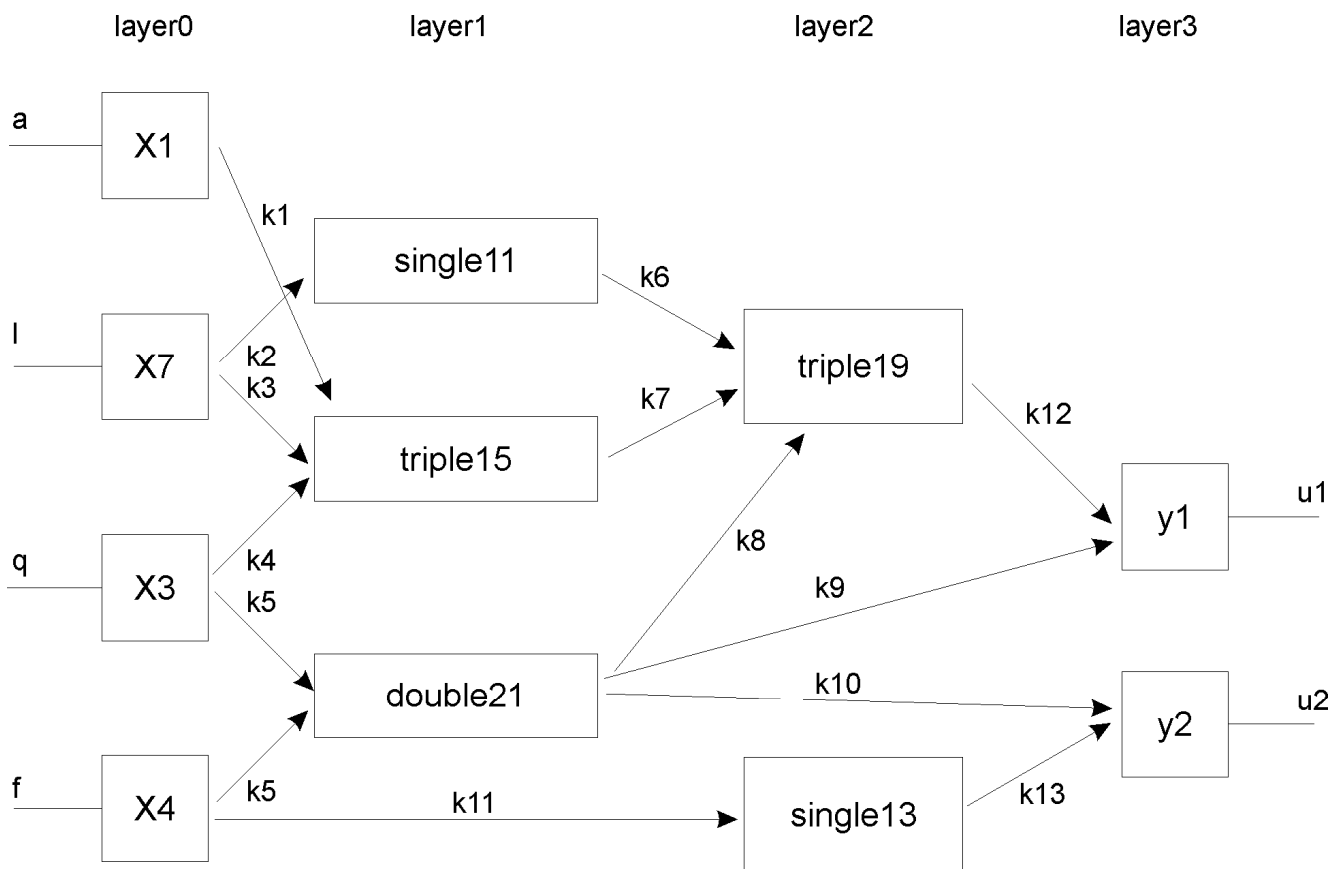 layer0 layer1 layer2 layer3
a
X1
k1
single11
k6
l
X7
k2
k3
triple19
k7
triple15
k12
u1
y1
q
X3
k4
k5
k8
k9
double21
k10
u2
y2
f
X4
k5
k11
single13
k13